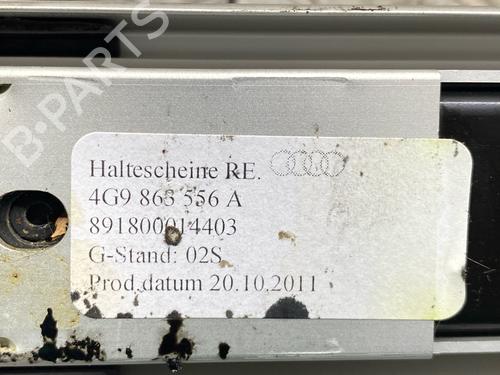 B-PARTS
Haltescheine RE.
4G9 863 556 A
891800014403
G-Stand: 02S
Prod.datum 20.10.2011